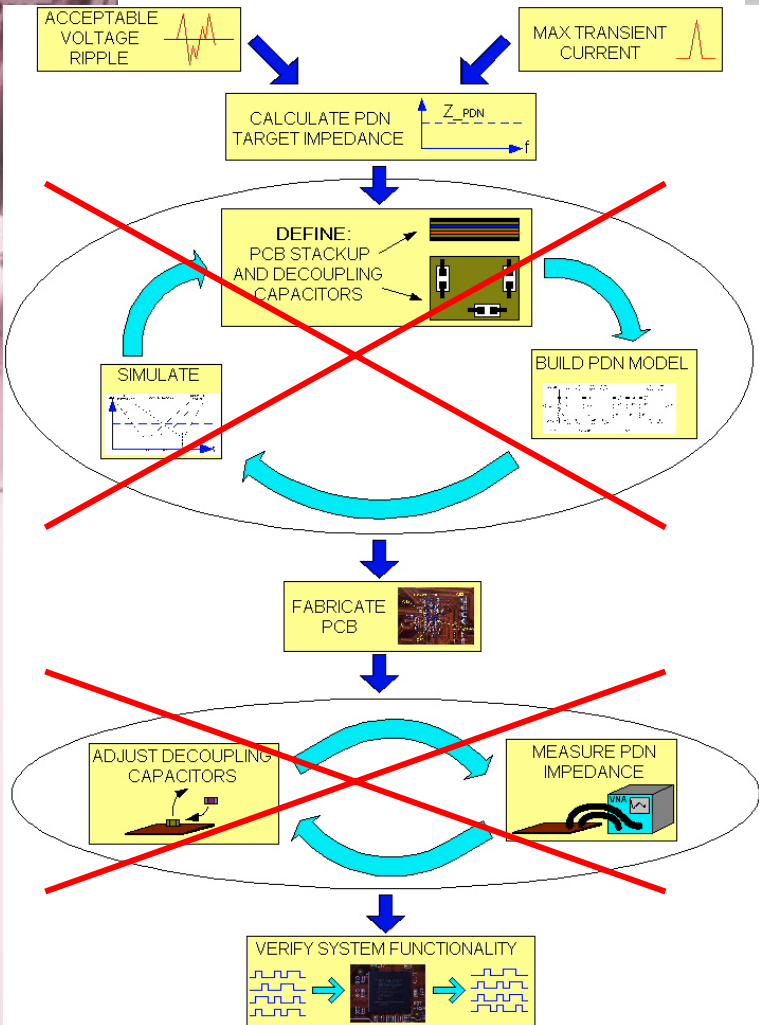 ACCEPTABLE
VOLTAGE
RIPPLE
MAX TRANSIENT
CURRENT
CALCULATE PDN
TARGET IMPEDANCE
Z_PDN
f
DEFINE:
PCB STACKUP
AND DECOUPLING
CAPACITORS
SIMULATE
BUILD PDN MODEL
FABRICATE
PCB
ADJUST DECOUPLING
CAPACITORS
MEASURE PDN
IMPEDANCE
VNA
VERIFY SYSTEM FUNCTIONALITY